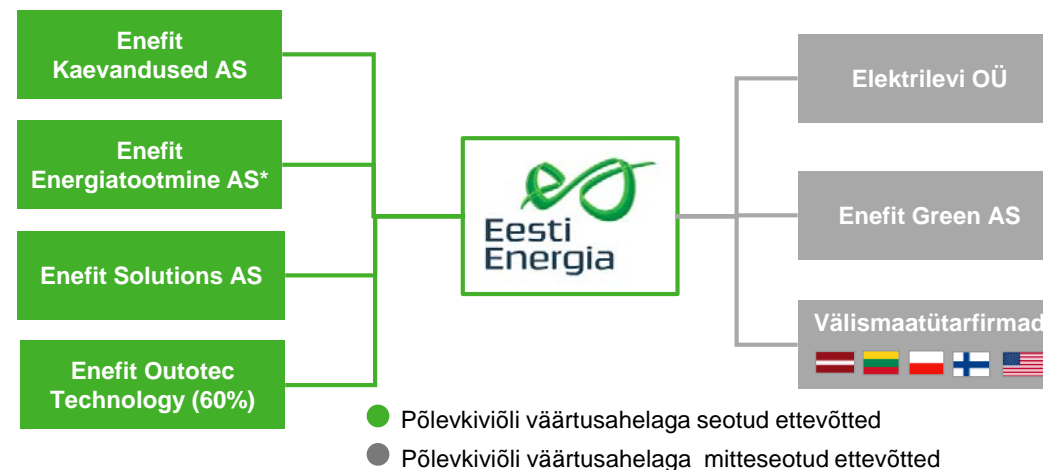 Enefit
Kaevandused AS
Enefit
Energiatootmine AS*
Enefit Solutions AS
Enefit Outotec
Technology (60%)
Eesti
Energia
Elektrilevi OÜ
Enefit Green AS
Välismaatütarfirmad
Põlevkiviõli väärtusahelaga seotud ettevõtted
Põlevkiviõli väärtusahelaga mitteseotud ettevõtted